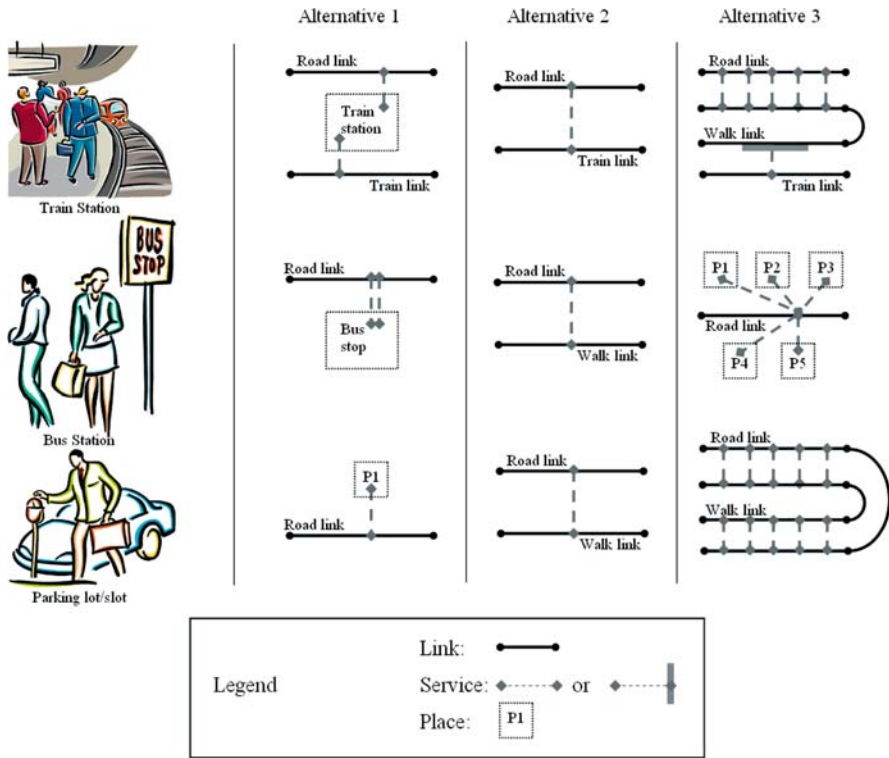 Alternative 1
Alternative 2
Alternative 3
Road link
Train
station
Train link
Road link
Train link
Road link
Walk link
Train link
Train Station
BUS
STOP
Road link
Bus
stop
Road link
Walk link
P1
P2
P3
Road link
P4
P5
Bus Station
P1
Road link
Road link
Walk link
Road link
Walk link
Parking lot/slot
Legend
Link:
Service:
or
Place:
P1